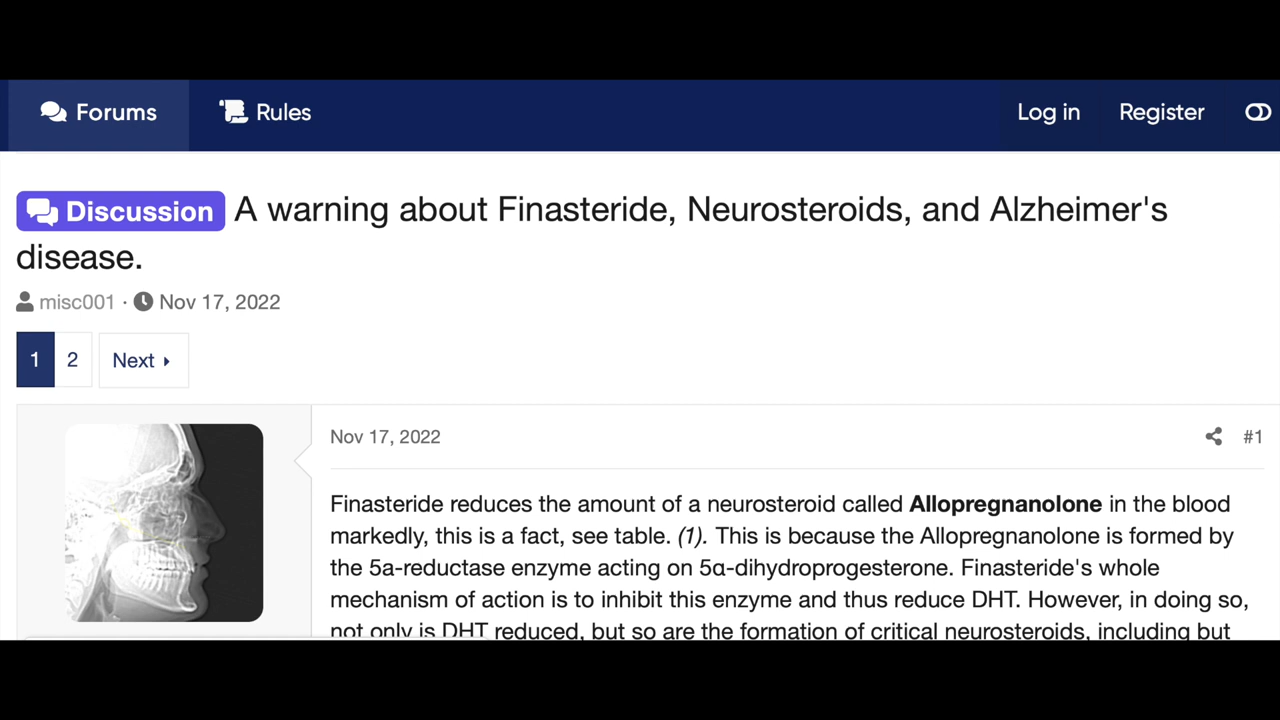 Forums
Rules
Log in
Register
Discussion A warning about Finasteride, Neurosteroids, and Alzheimer's
disease.
misc001 · Nov 17, 2022
1 2 Next
Nov 17, 2022
#1
Finasteride reduces the amount of a neurosteroid called Allopregnanolone in the blood
markedly, this is a fact, see table. (1). This is because the Allopregnanolone is formed by
the 5a-reductase enzyme acting on 5α-dihydroprogesterone. Finasteride's whole
mechanism of action is to inhibit this enzyme and thus reduce DHT. However, in doing so,
not only is DHT reduced, but so are the formation of critical neurosteroids, including but